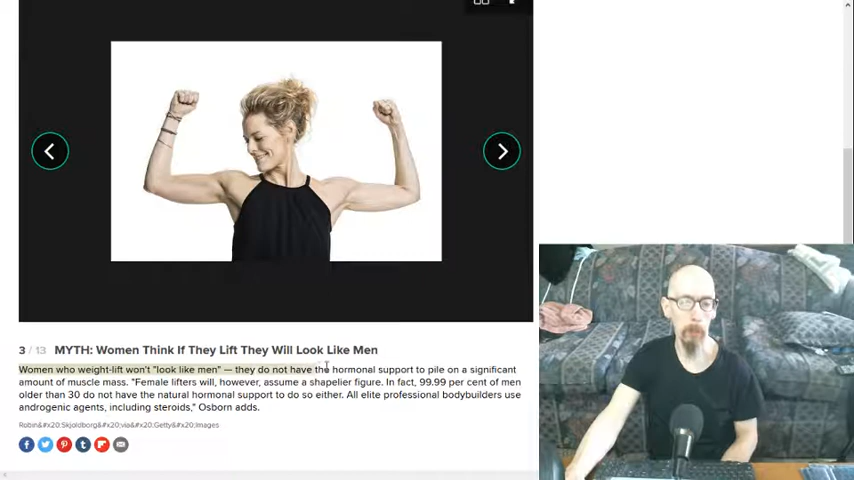 3 / 13 MYTH: Women Think If They Lift They Will Look Like Men
Women who weight-lift won't "look like men" — they do not have the hormonal support to pile on a significant
amount of muscle mass. "Female lifters will, however, assume a shapelier figure. In fact, 99.99 per cent of men
older than 30 do not have the natural hormonal support to do so either. All elite professional bodybuilders use
androgenic agents, including steroids," Osborn adds.
Robin&#x20;Skjoldborg&#x20;via&#x20;Getty&#x20;Images